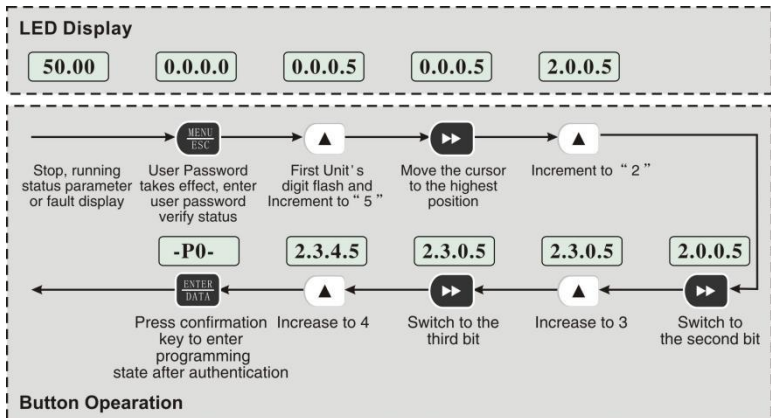 LED Display
50.00 0.0.0.0 0.0.0.5 0.0.0.5 2.0.0.5
MENU
ESC
▲ ▶▶ ▲
Stop, running
status parameter
or fault display
User Password
takes effect, enter
user password
verify status
First Unit's
digit flash and
Increment to “ 5 ”
Move the cursor
to the highest
position
Increment to “ 2 ”
-P0- 2.3.4.5 2.3.0.5 2.3.0.5 2.0.0.5
ENTER
DATA
▲ ▶▶ ▲ ▶▶
Press confirmation
key to enter
programming
state after authentication
Increase to 4
Switch to the
third bit
Increase to 3
Switch to
the second bit
Button Opearation